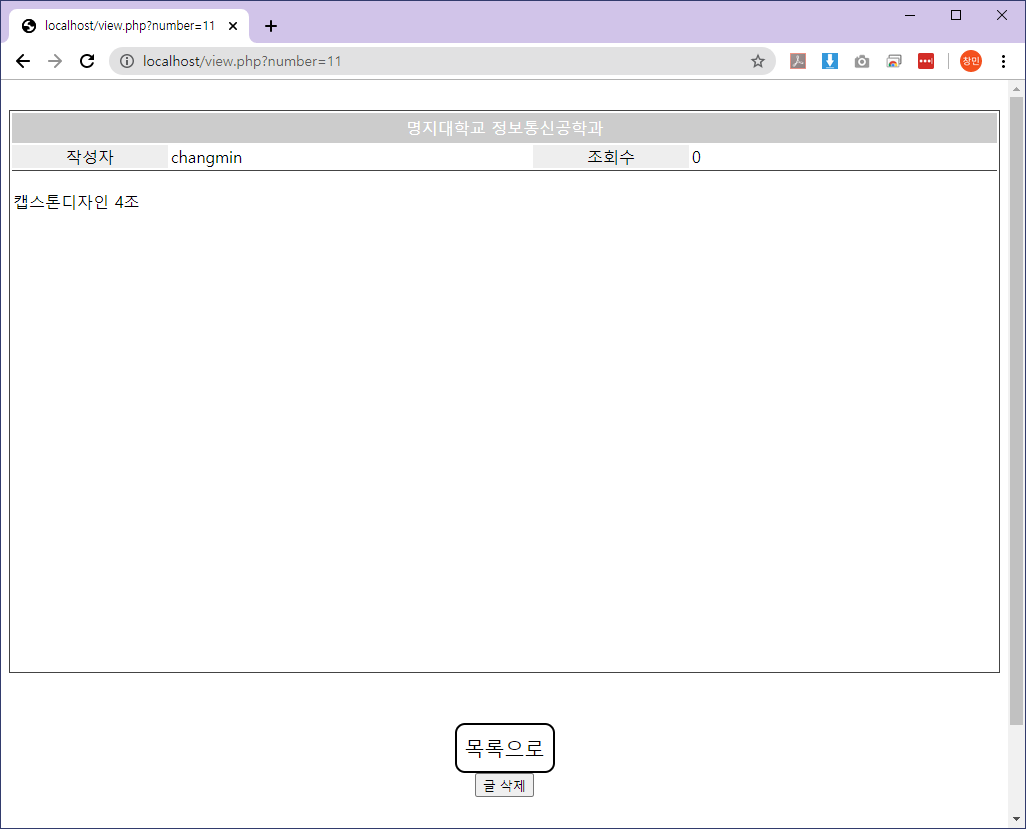 localhost/view.php?number=11
localhost/view.php?number=11
창민
명지대학교 정보통신공학과
작성자 changmin 조회수 0
캡스톤디자인 4조
목록으로
글 삭제